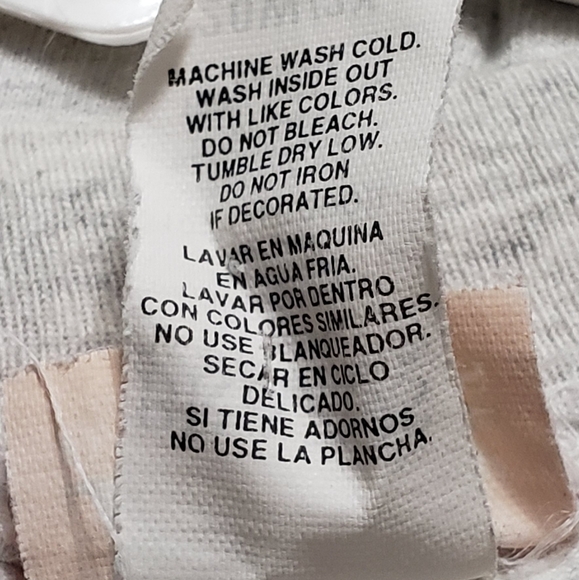 MACHINE WASH COLD.
WASH INSIDE OUT
WITH LIKE COLORS.
DO NOT BLEACH.
TUMBLE DRY LOW.
DO NOT IRON
IF DECORATED.
LAVAR EN MAQUINA
EN AGUA FRIA.
LAVAR POR DENTRO
CON COLORES SIMILARES.
NO USE BLANQUEADOR.
SECAR EN CICLO
DELICADO.
SI TIENE ADORNOS
NO USE LA PLANCHA.